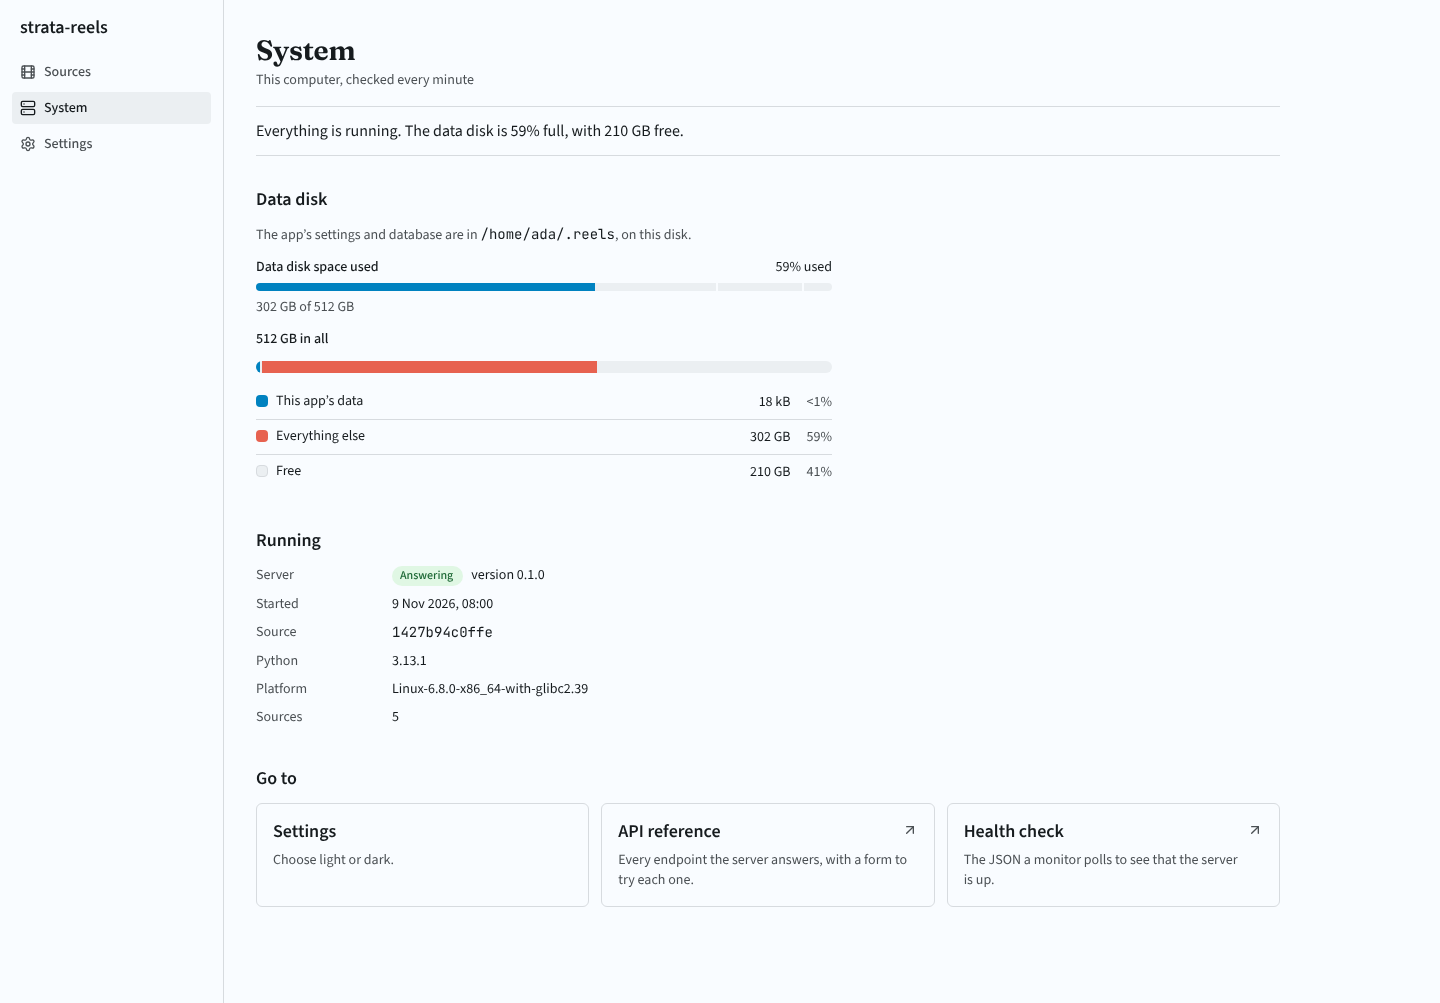 strata-reels
Sources
System
Settings
System
This computer, checked every minute
Everything is running. The data disk is 59% full, with 210 GB free.
Data disk
The app’s settings and database are in /home/ada/.reels, on this disk.
Data disk space used 59% used
302 GB of 512 GB
512 GB in all
This app’s data 18 kB <1%
Everything else 302 GB 59%
Free 210 GB 41%
Running
Server Answering version 0.1.0
Started 9 Nov 2026, 08:00
Source 1427b94c0ffe
Python 3.13.1
Platform Linux-6.8.0-x86_64-with-glibc2.39
Sources 5
Go to
Settings
Choose light or dark.
API reference
Every endpoint the server answers, with a form to
try each one.
Health check
The JSON a monitor polls to see that the server
is up.